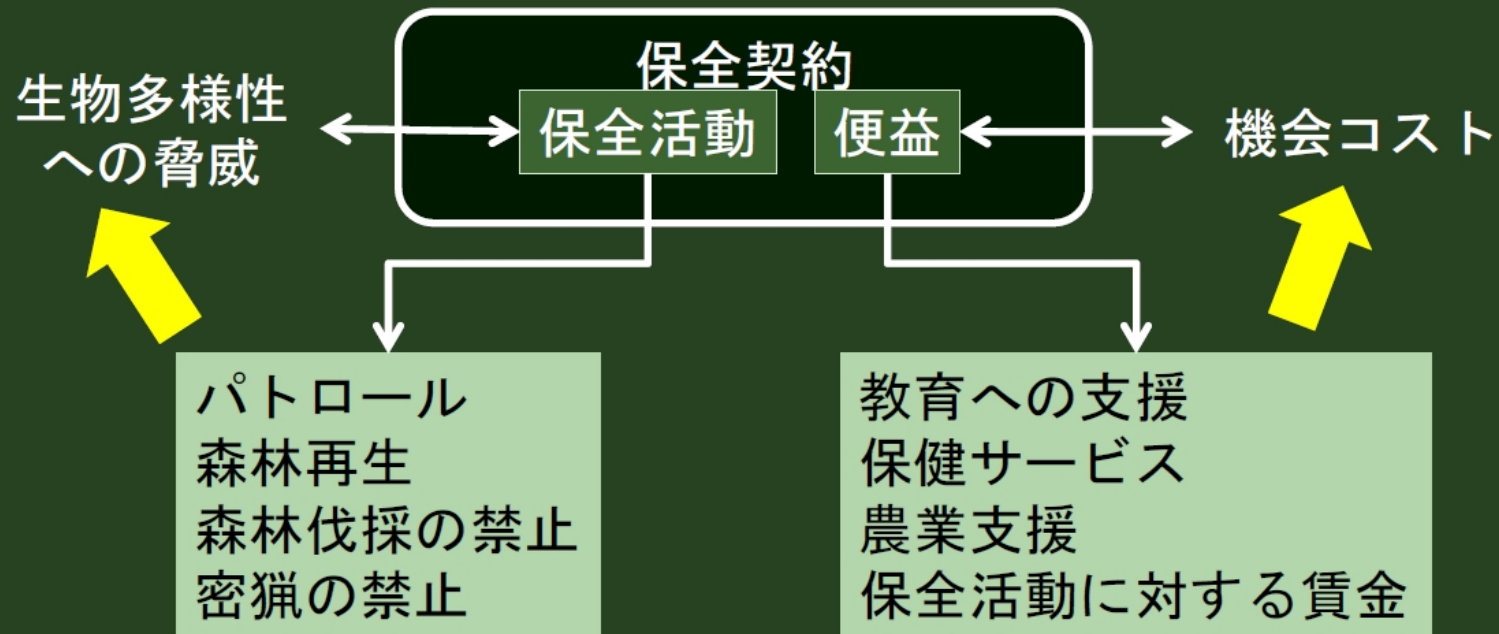 保全契約
生物多様性
への脅威
保全活動
便益
機会コスト
パトロール
森林再生
森林伐採の禁止
密猟の禁止
教育への支援
保健サービス
農業支援
保全活動に対する賃金